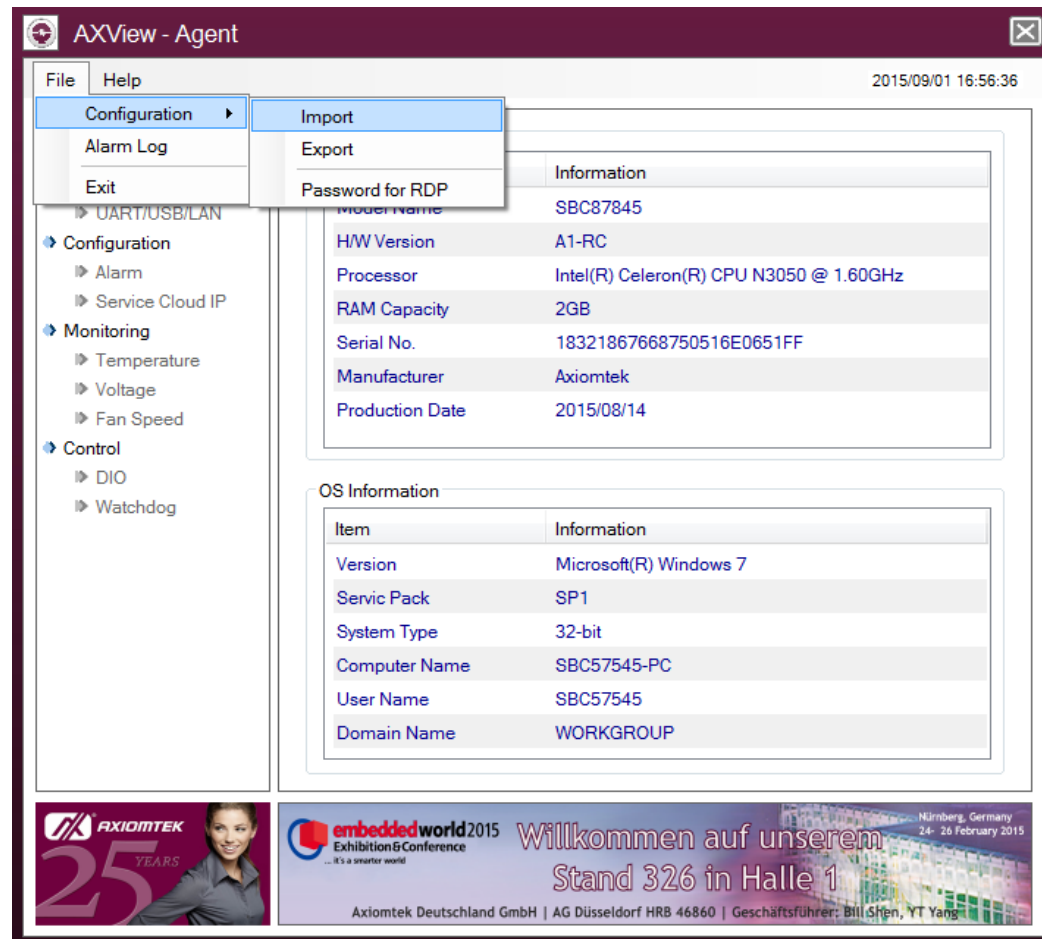 AXView - Agent
File Help 2015/09/01 16:56:36
Configuration
Alarm Log
Exit
Import
Export
Password for RDP
UART/USB/LAN
Configuration
Alarm
Service Cloud IP
Monitoring
Temperature
Voltage
Fan Speed
Control
DIO
Watchdog
Information
Model Name SBC87845
H/W Version A1-RC
Processor Intel(R) Celeron(R) CPU N3050 @ 1.60GHz
RAM Capacity 2GB
Serial No. 18321867668750516E0651FF
Manufacturer Axiomtek
Production Date 2015/08/14
OS Information
Item Information
Version Microsoft(R) Windows 7
Servic Pack SP1
System Type 32-bit
Computer Name SBC57545-PC
User Name SBC57545
Domain Name WORKGROUP
AXIOMTEK
25 YEARS
embeddedworld2015
Exhibition&Conference
... it's a smarter world
Willkommen auf unserem
Stand 326 in Halle 1
Nürnberg, Germany
24- 26 February 2015
Axiomtek Deutschland GmbH | AG Düsseldorf HRB 46860 | Geschäftsführer: Bill Shen, YT Yang